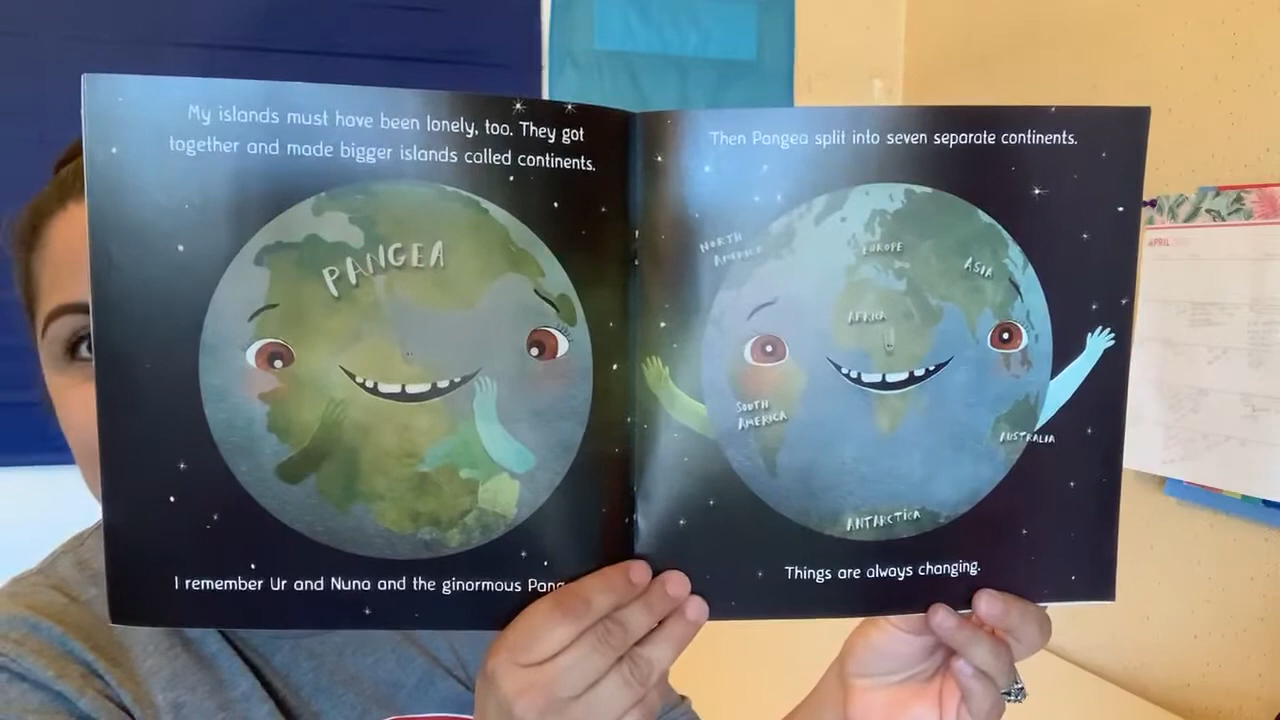 My islands must have been lonely, too. They got
together and made bigger islands called continents.
PANGEA
I remember Ur and Nuna and the ginormous
Then Pangea split into seven separate continents.
NORTH
AMERICA
EUROPE
ASIA
AFRICA
SOUTH
AMERICA
AUSTRALIA
ANTARCTICA
Things are always changing.
APRIL